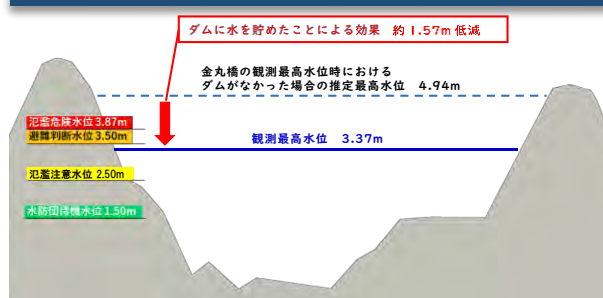 ダムに水を貯めたことによる効果 約1.57m低減
金丸橋の観測最高水位時における
ダムがなかった場合の推定最高水位 4.94m
氾濫危険水位3.87m
避難判断水位3.50m
観測最高水位 3.37m
氾濫注意水位2.50m
水防団待機水位1.50m